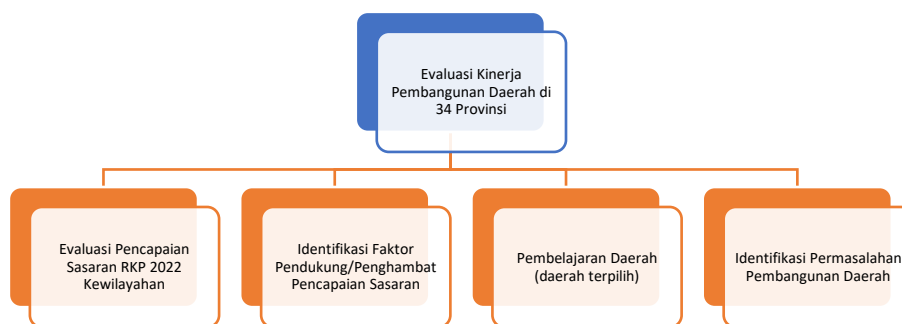 Evaluasi Kinerja
Pembangunan Daerah di
34 Provinsi
Evaluasi Pencapaian
Sasaran RKP 2022
Kewilayahan
Identifikasi Faktor
Pendukung/Penghambat
Pencapaian Sasaran
Pembelajaran Daerah
(daerah terpilih)
Identifikasi Permasalahan
Pembangunan Daerah